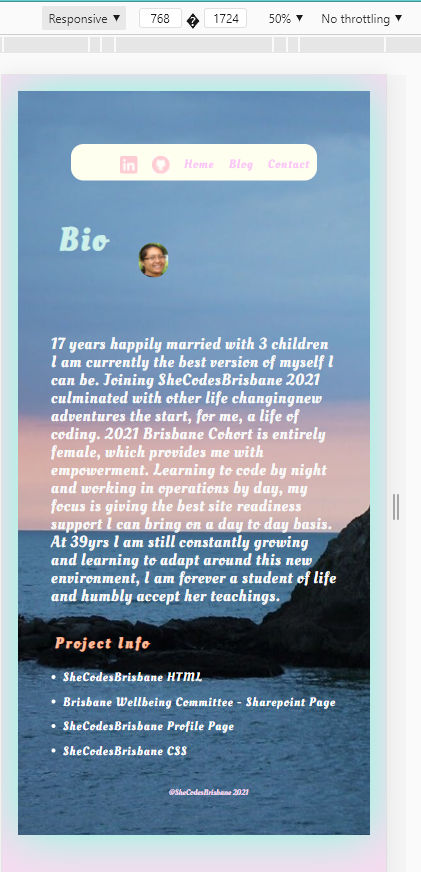 Responsive ▼ 768 � 1724 50% ▼ No throttling ▼
in Home Blog Contact
Bio
17 years happily married with 3 children
I am currently the best version of myself I
can be. Joining SheCodesBrisbane 2021
culminated with other life changingnew
adventures the start, for me, a life of
coding. 2021 Brisbane Cohort is entirely
female, which provides me with
empowerment. Learning to code by night
and working in operations by day, my
focus is giving the best site readiness
support I can bring on a day to day basis.
At 39yrs I am still constantly growing
and learning to adapt around this new
environment, I am forever a student of life
and humbly accept her teachings.
Project Info
• SheCodesBrisbane HTML
• Brisbane Wellbeing Committee - Sharepoint Page
• SheCodesBrisbane Profile Page
• SheCodesBrisbane CSS
@SheCodesBrisbane 2021